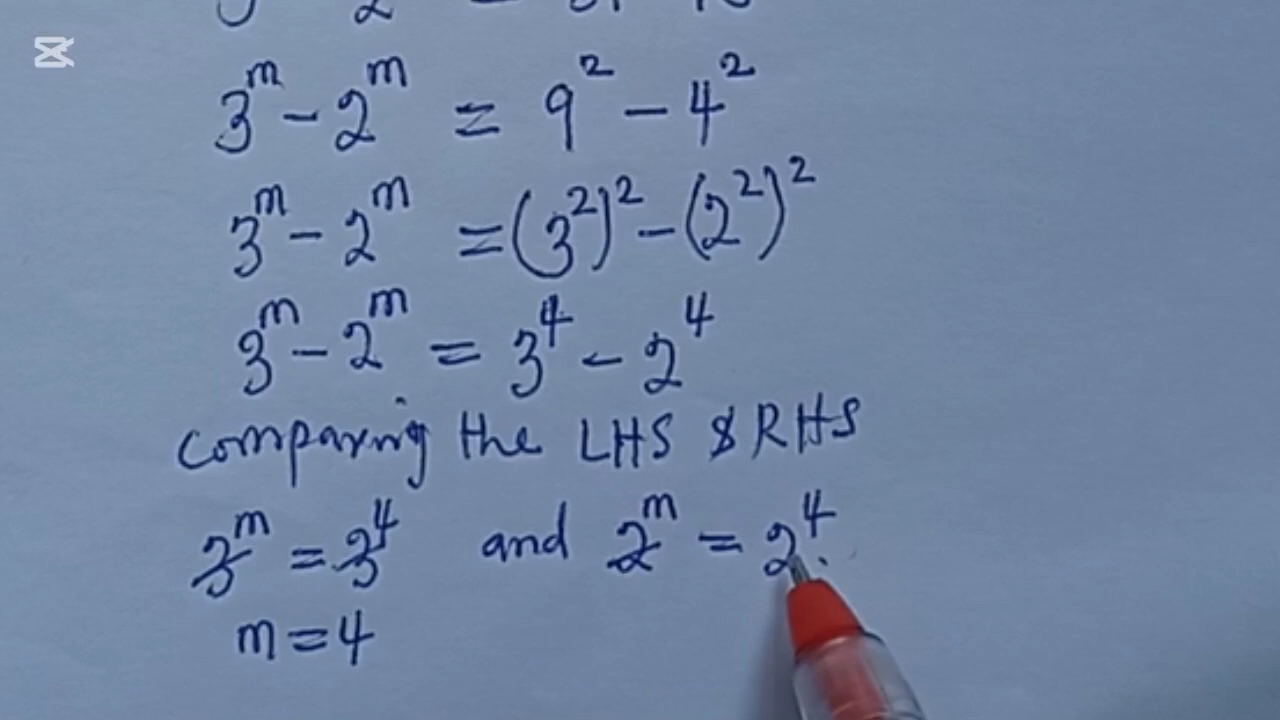 3^m - 2^m = 9^2 - 4^2
3^m - 2^m = (3^2)^2 - (2^2)^2
3^m - 2^m = 3^4 - 2^4
Comparing the LHS & RHS
3^m = 3^4 and 2^m = 2^4
m = 4